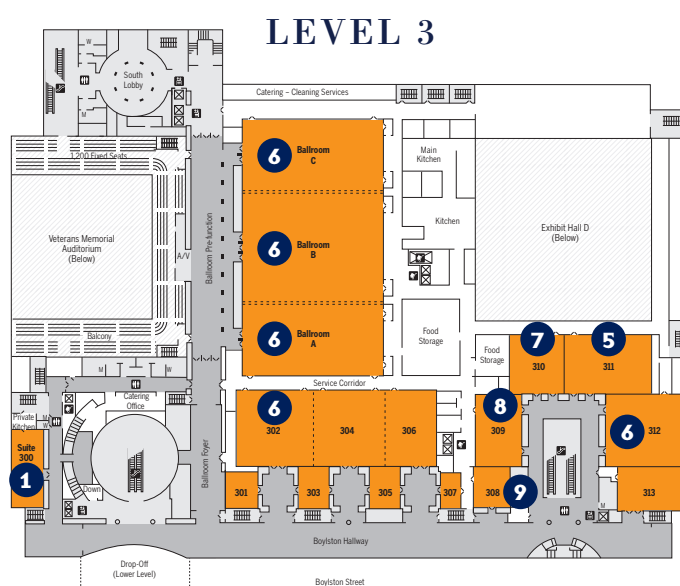 LEVEL 3
W
South
Lobby
M
Catering – Cleaning Services
1,200 Fixed Seats
6
Ballroom
C
Main
Kitchen
Kitchen
Veterans Memorial
Auditorium
(Below)
A/V
Ballroom Pre-function
6
Ballroom
B
Exhibit Hall D
(Below)
Balcony
6
Ballroom
A
Food
Storage
Food
Storage
7
310
5
311
M
W
Service Corridor
Catering
Office
Private
Kitchen
M
W
Suite
300
1
Down
Ballroom Foyer
6
302
304
306
8
309
6
312
301
303
305
307
308
9
313
M
Boylston Hallway
Drop-Off
(Lower Level)
Boylston Street